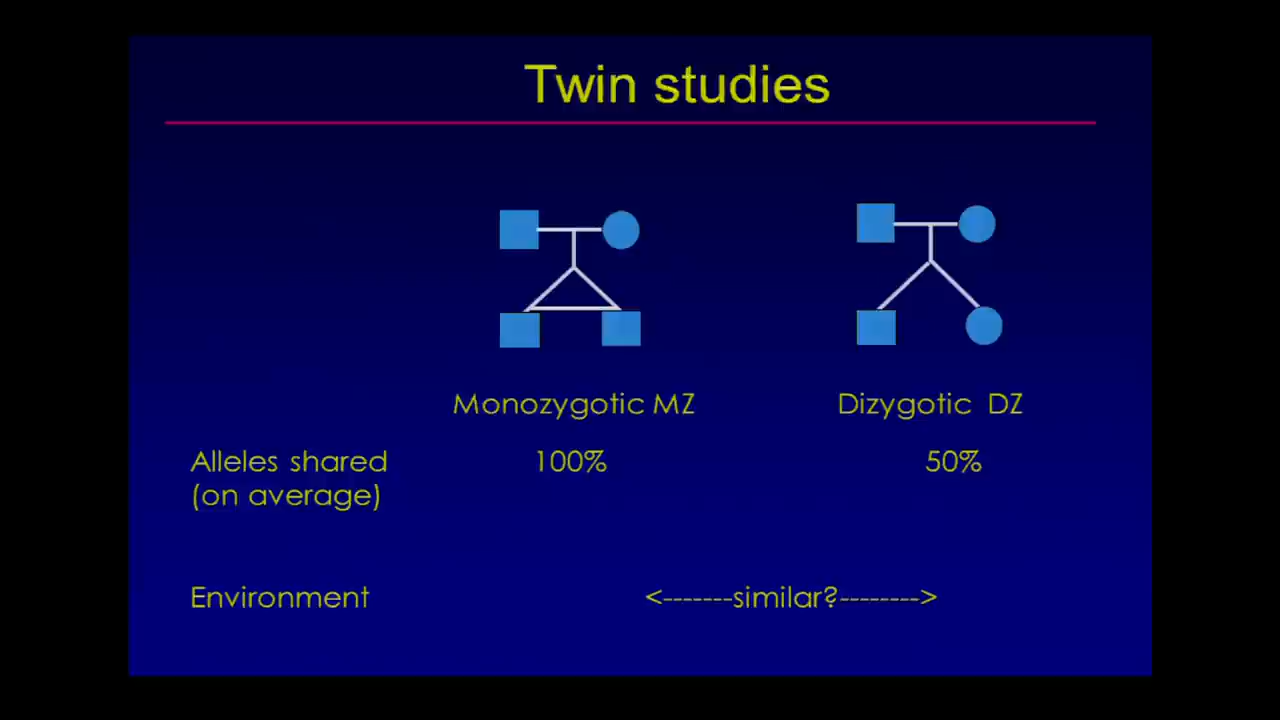 Twin studies
Monozygotic MZ
Dizygotic DZ
Alleles shared
(on average)
100%
50%
Environment
<-------similar?-------->